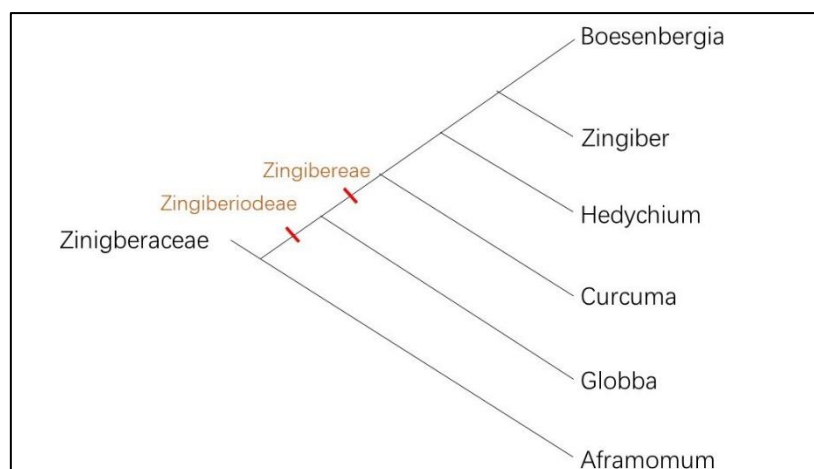 Boesenbergia
Zingiber
Zingibereae
Zingiberiodeae
Hedychium
Zinigberaceae
Curcuma
Globba
Aframomum